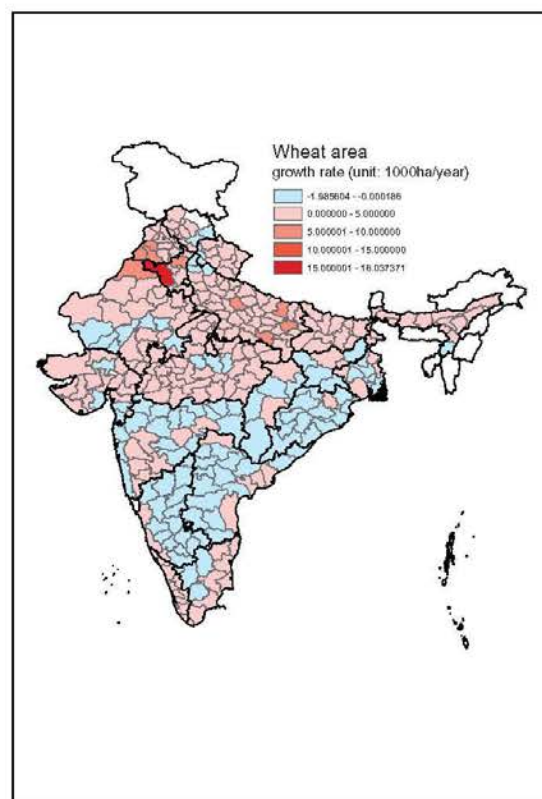 Wheat area
growth rate (unit: 1000ha/year)
-1.985604 - -0.000186
0.000000 - 5.000000
5.000001 - 10.000000
10.000001 - 15.000000
15.000001 - 16.037371